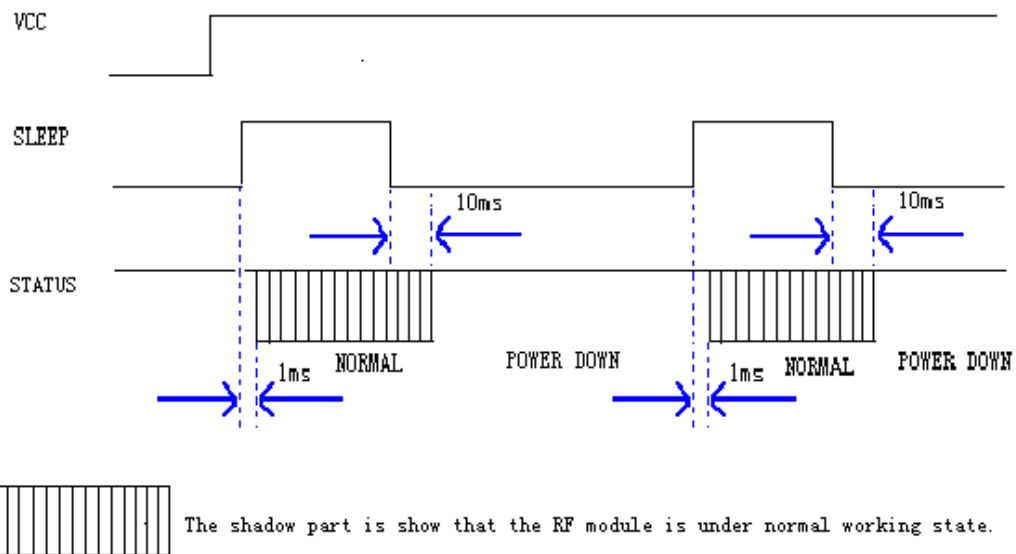 VCC
SLEEP
10ms
10ms
STATUS
1ms
NORMAL
POWER DOWN
1ms
NORMAL
POWER DOWN
The shadow part is show that the RF module is under normal working state.